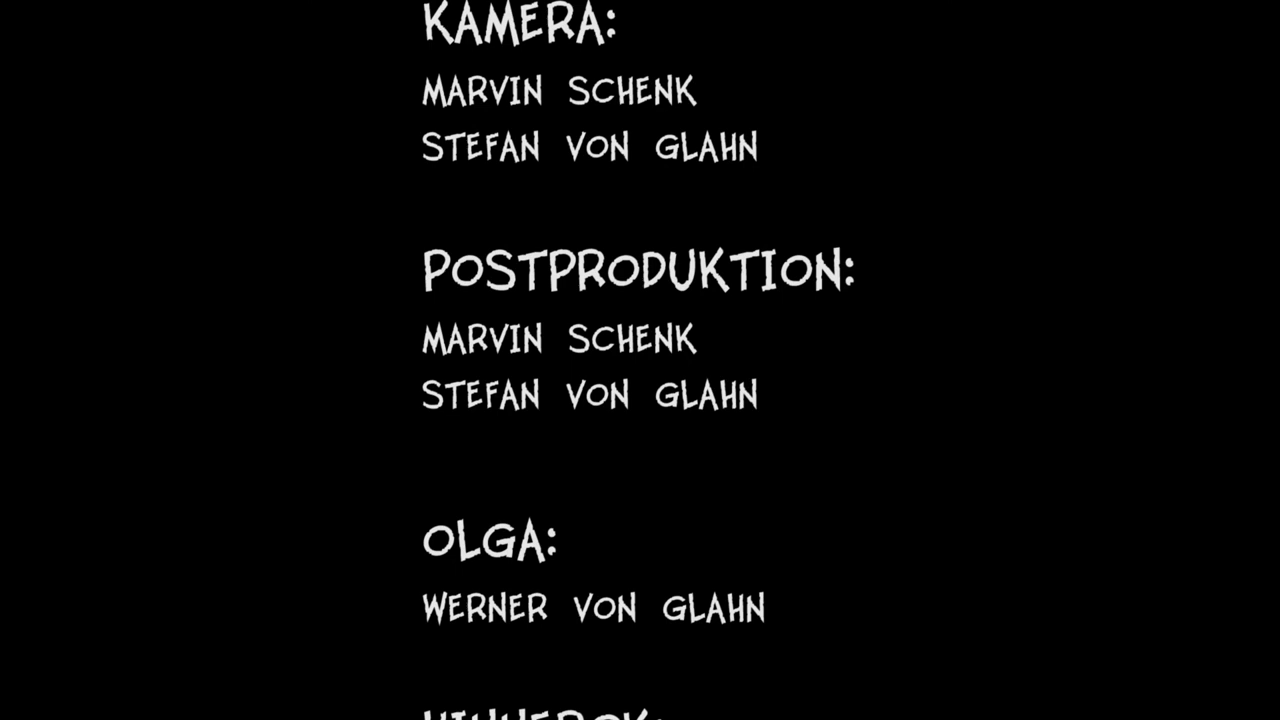 KAMERA:
MARVIN SCHENK
STEFAN VON GLAHN
POSTPRODUKTION:
MARVIN SCHENK
STEFAN VON GLAHN
OLGA:
WERNER VON GLAHN